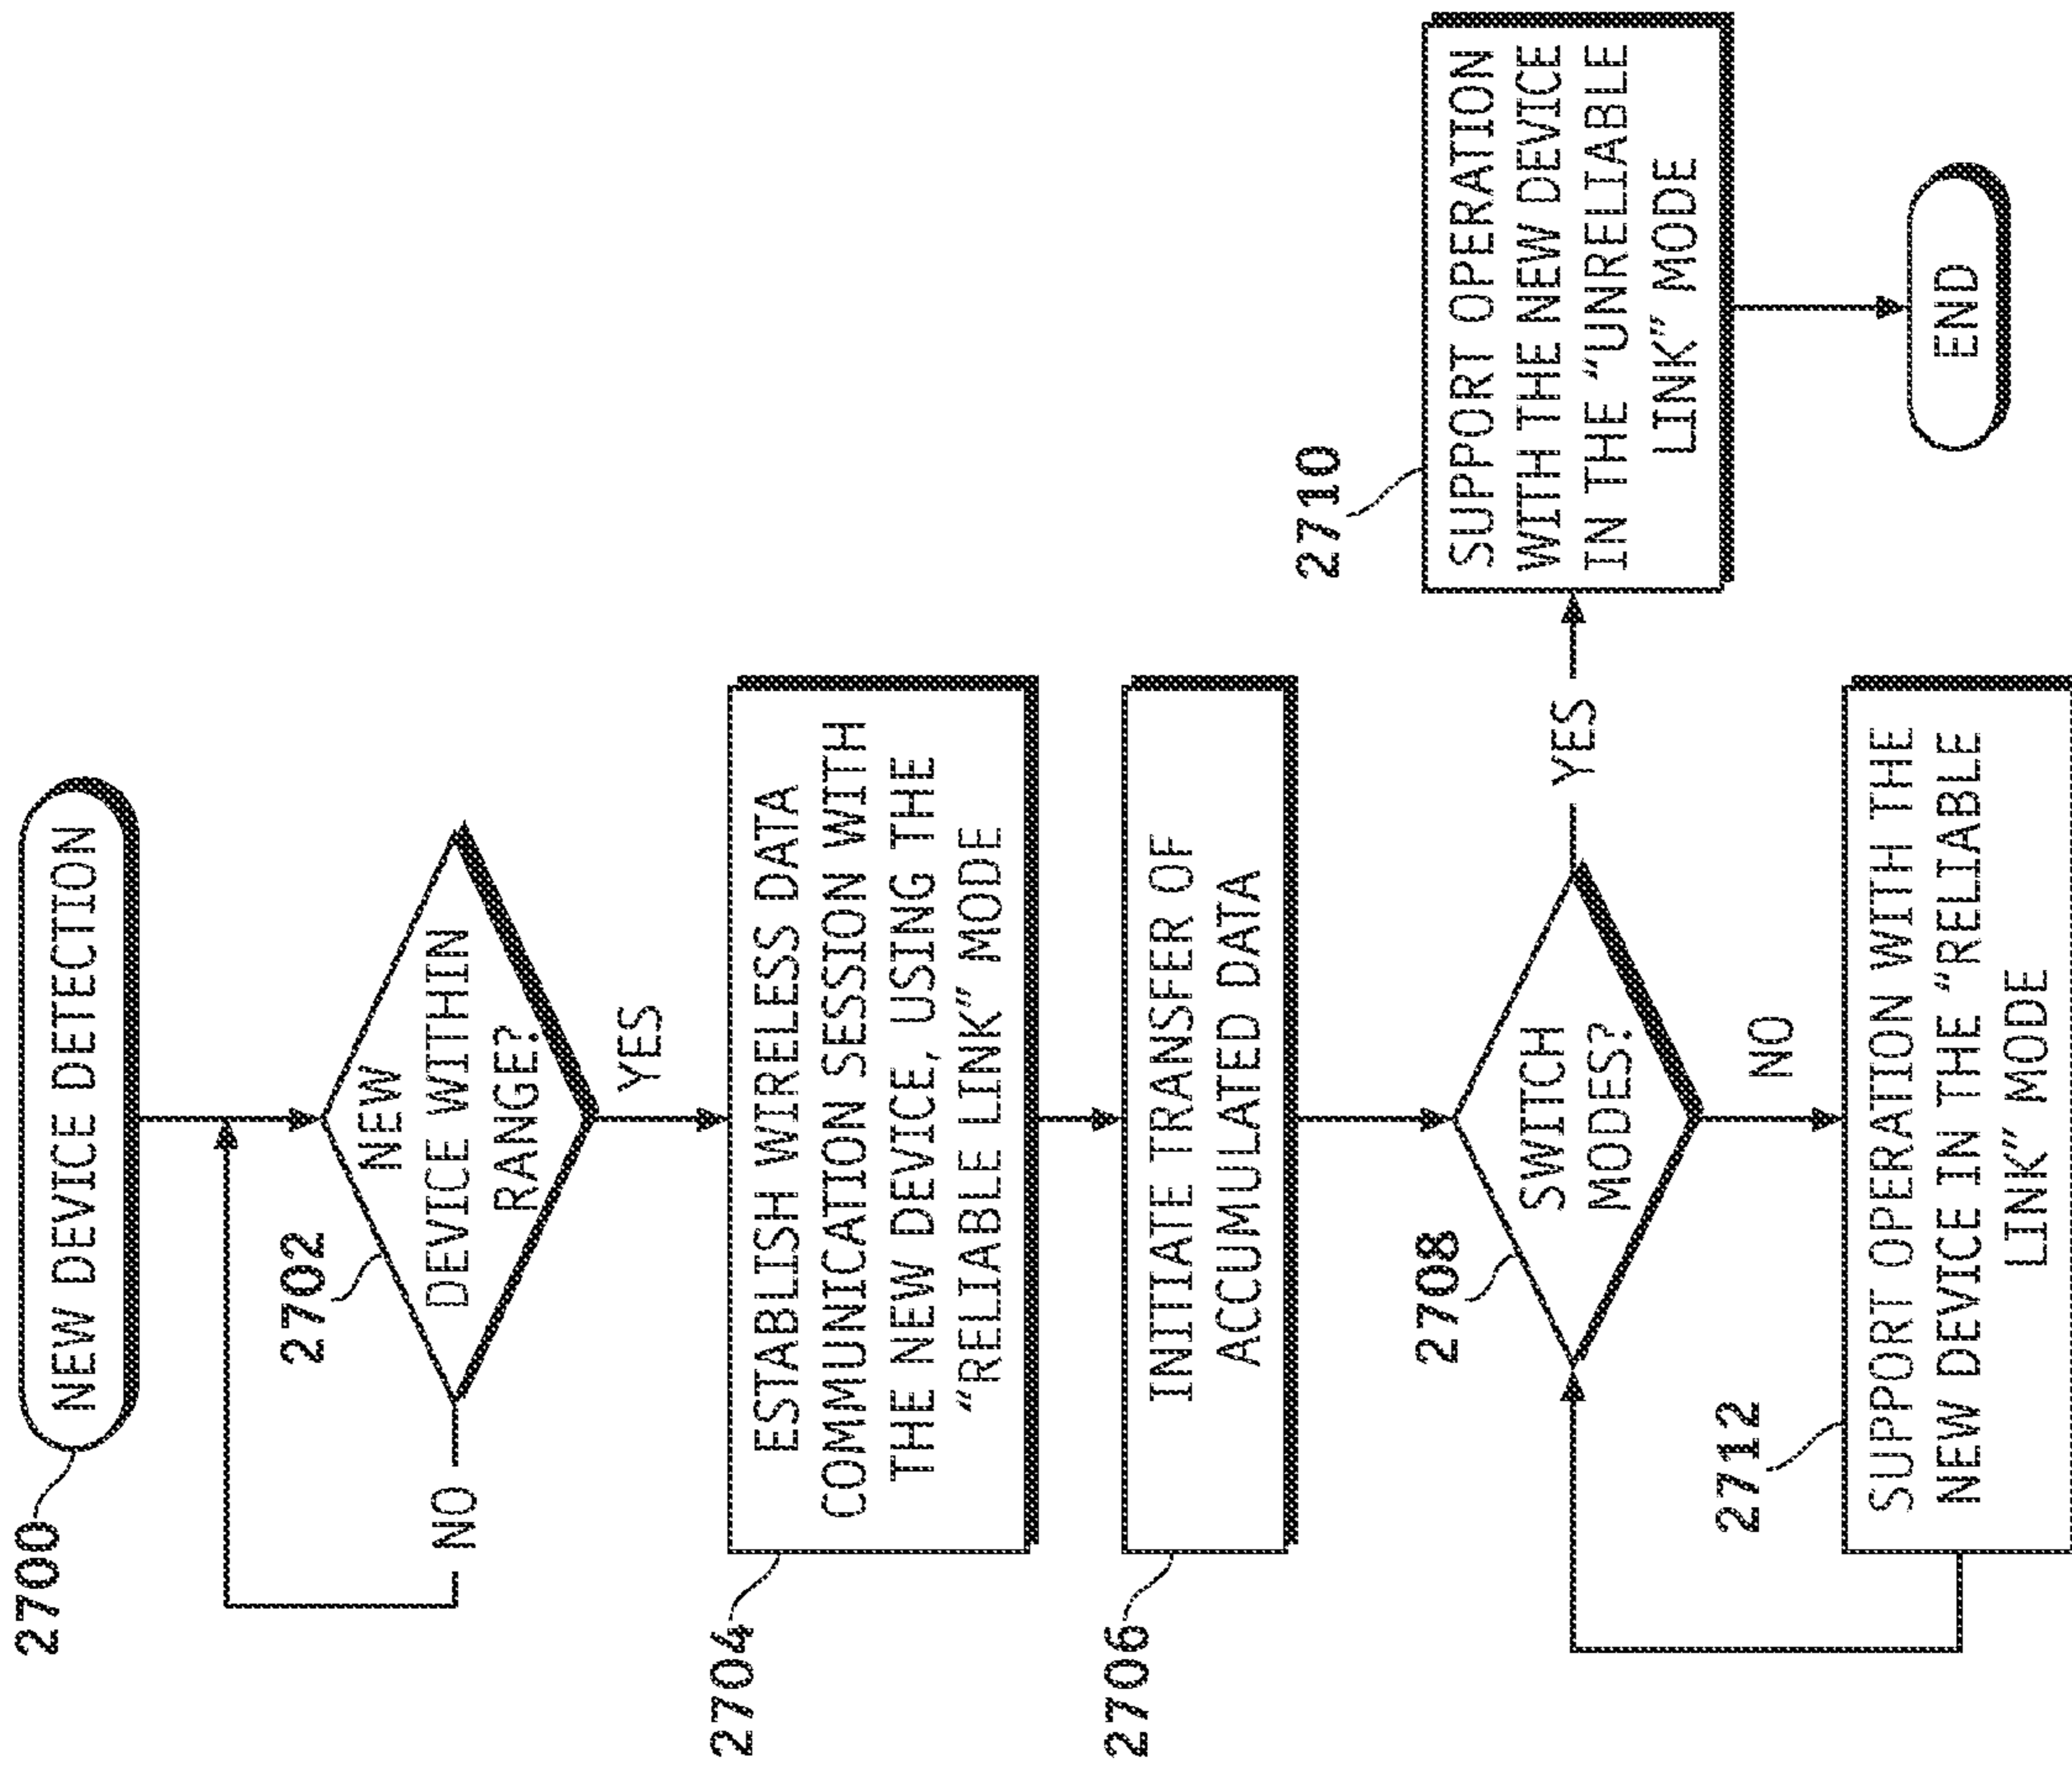 2700
NEW DEVICE DETECTION
2702
NEW
DEVICE WITHIN
RANGE?
NO
YES
2704
ESTABLISH WIRELESS DATA
COMMUNICATION SESSION WITH
THE NEW DEVICE, USING THE
“RELIABLE LINK” MODE
2706
INITIATE TRANSFER OF
ACCUMULATED DATA
2708
SWITCH
MODES?
YES
NO
2710
SUPPORT OPERATION
WITH THE NEW DEVICE
IN THE “UNRELIABLE
LINK” MODE
END
2712
SUPPORT OPERATION WITH THE
NEW DEVICE IN THE “RELIABLE
LINK” MODE